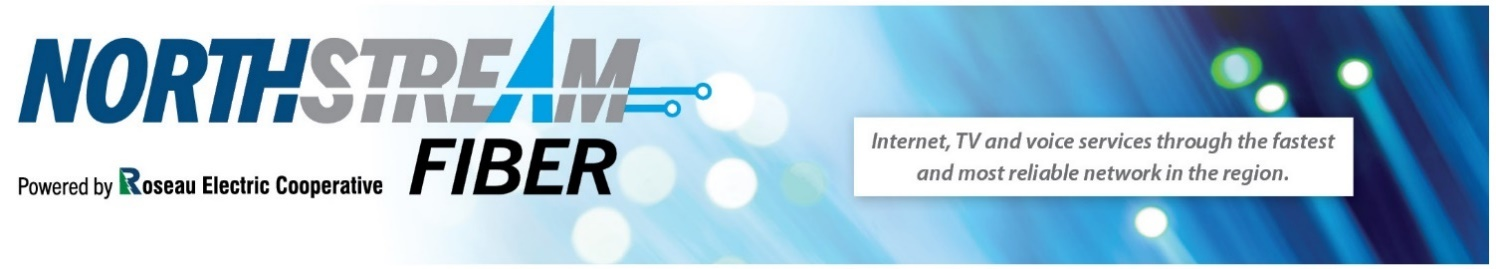 NORTHSTREAM
FIBER
Powered by Roseau Electric Cooperative
Internet, TV and voice services through the fastest
and most reliable network in the region.